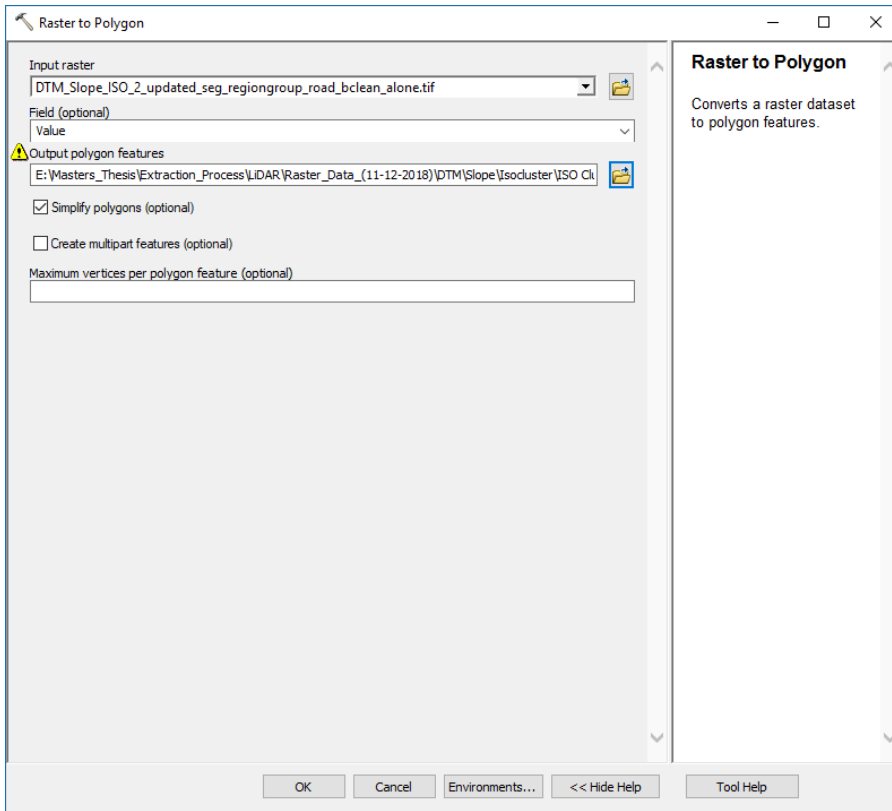 Raster to Polygon
Input raster
DTM_Slope_ISO_2_updated_seg_regiongroup_road_bclean_alone.tif
Field (optional)
Value
Output polygon features
E:\Masters_Thesis\Extraction_Process\LiDAR\Raster_Data_(11-12-2018)\DTM\Slope\Isocluster\ISO Clu
Simplify polygons (optional)
Create multipart features (optional)
Maximum vertices per polygon feature (optional)
OK
Cancel
Environments...
<< Hide Help
Raster to Polygon
Converts a raster dataset
to polygon features.
Tool Help